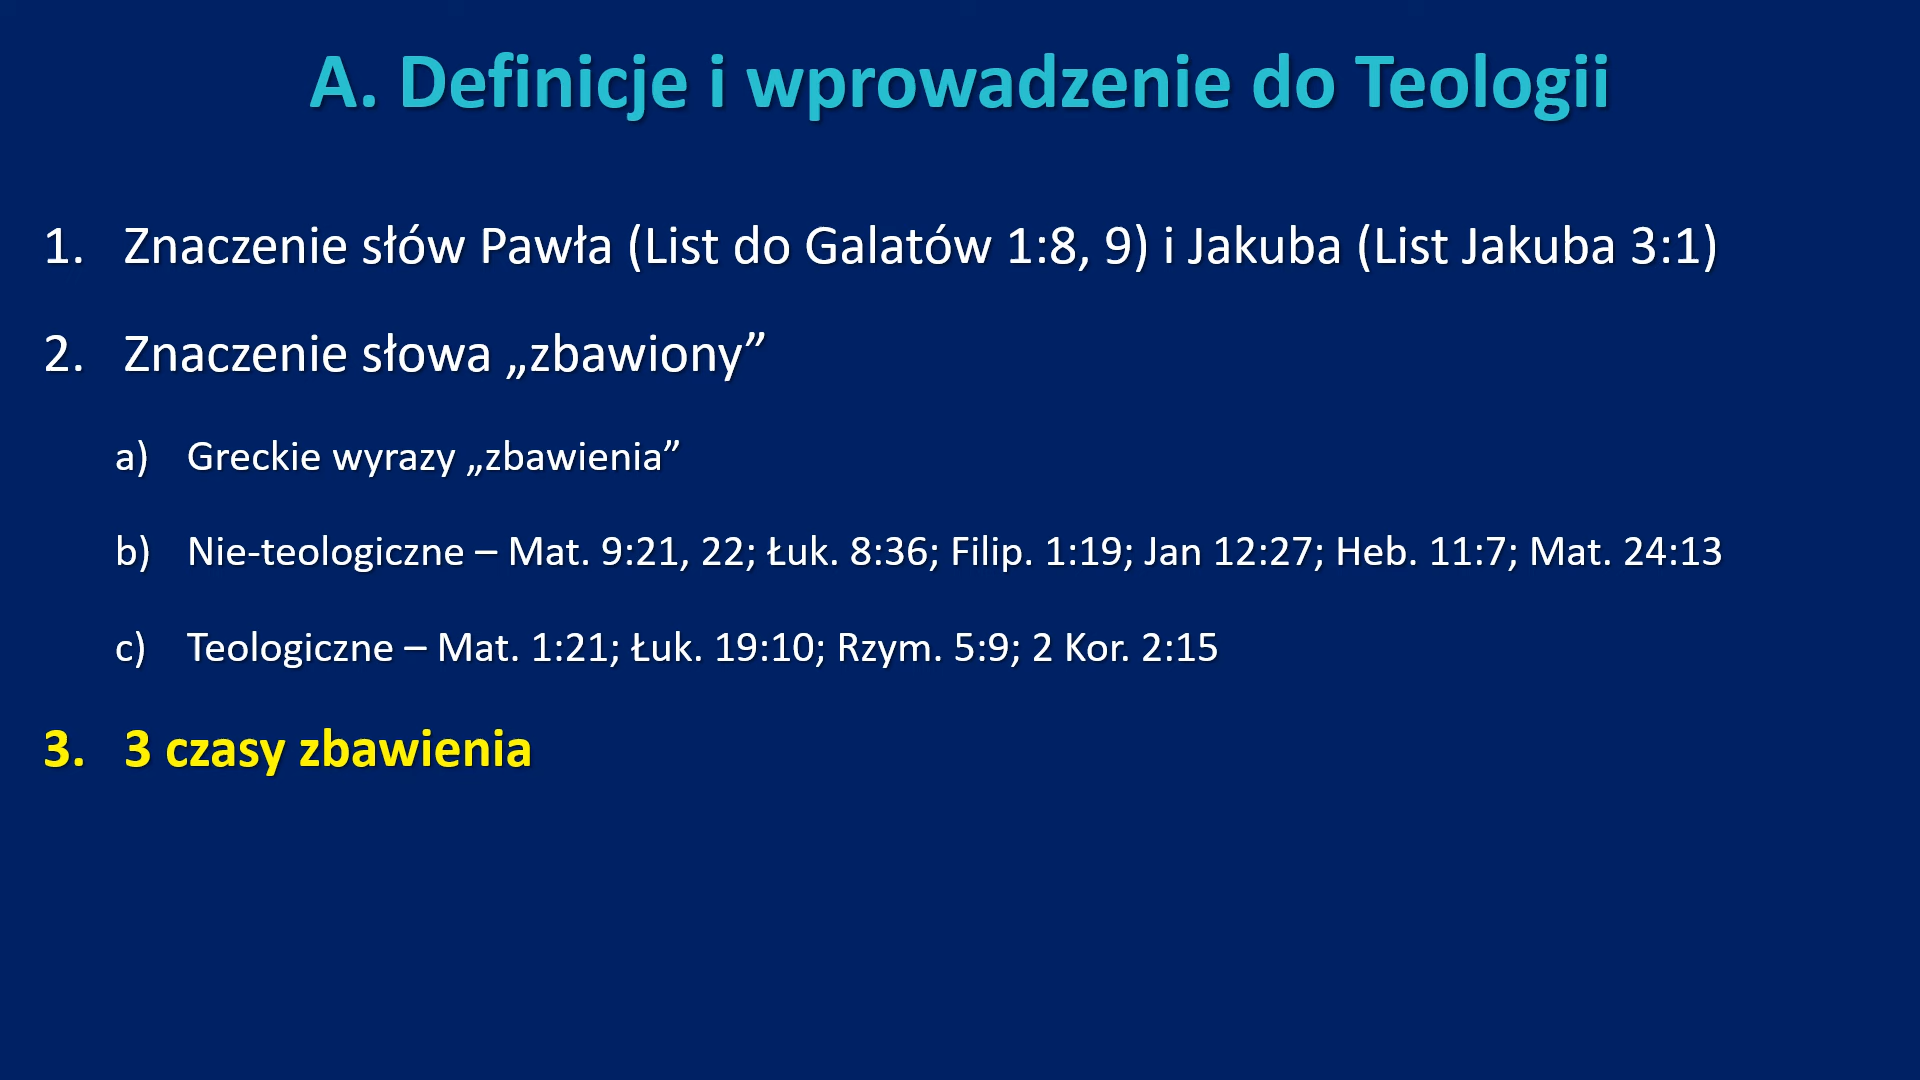 A. Definicje i wprowadzenie do Teologii
1. Znaczenie słów Pawła (List do Galatów 1:8, 9) i Jakuba (List Jakuba 3:1)
2. Znaczenie słowa „zbawiony”
a) Greckie wyrazy „zbawienia”
b) Nie-teologiczne – Mat. 9:21, 22; Łuk. 8:36; Filip. 1:19; Jan 12:27; Heb. 11:7; Mat. 24:13
c) Teologiczne – Mat. 1:21; Łuk. 19:10; Rzym. 5:9; 2 Kor. 2:15
3. 3 czasy zbawienia